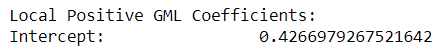 Local Positive GML Coefficients:
Intercept: 0.4266979267521642